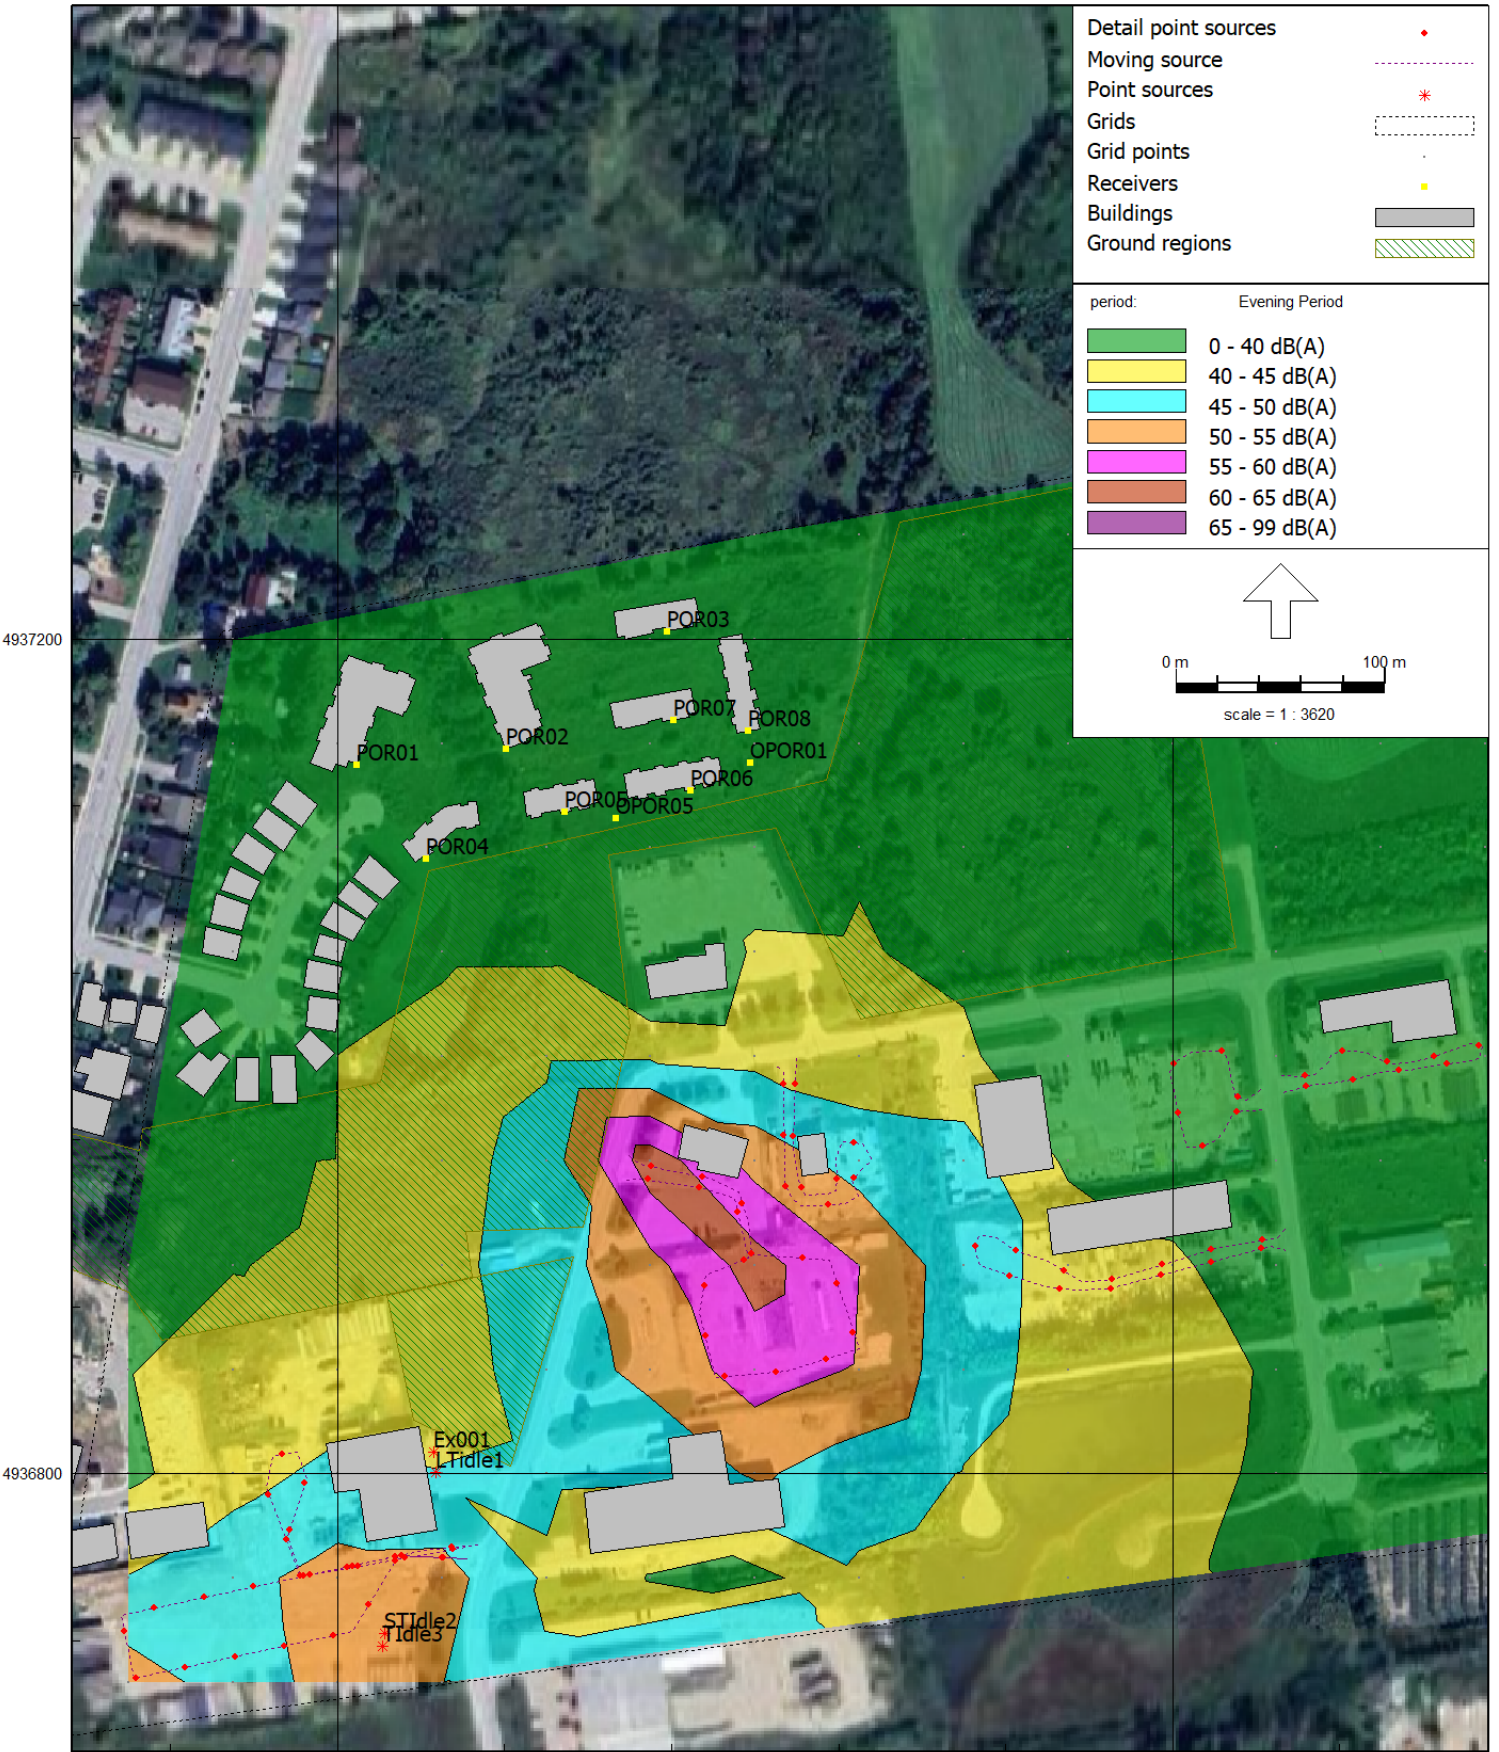 Detail point sources
Moving source
Point sources
Grids
Grid points
Receivers
Buildings
Ground regions
period: Evening Period
0 - 40 dB(A)
40 - 45 dB(A)
45 - 50 dB(A)
50 - 55 dB(A)
55 - 60 dB(A)
60 - 65 dB(A)
65 - 99 dB(A)
0 m 100 m
scale = 1 : 3620
4937200
POR03
POR07
POR08
POR02
POR01
OPOR01
POR06
POR05
OPOR05
POR04
Ex001
LTidle1
4936800
STIdle2
TIdle3